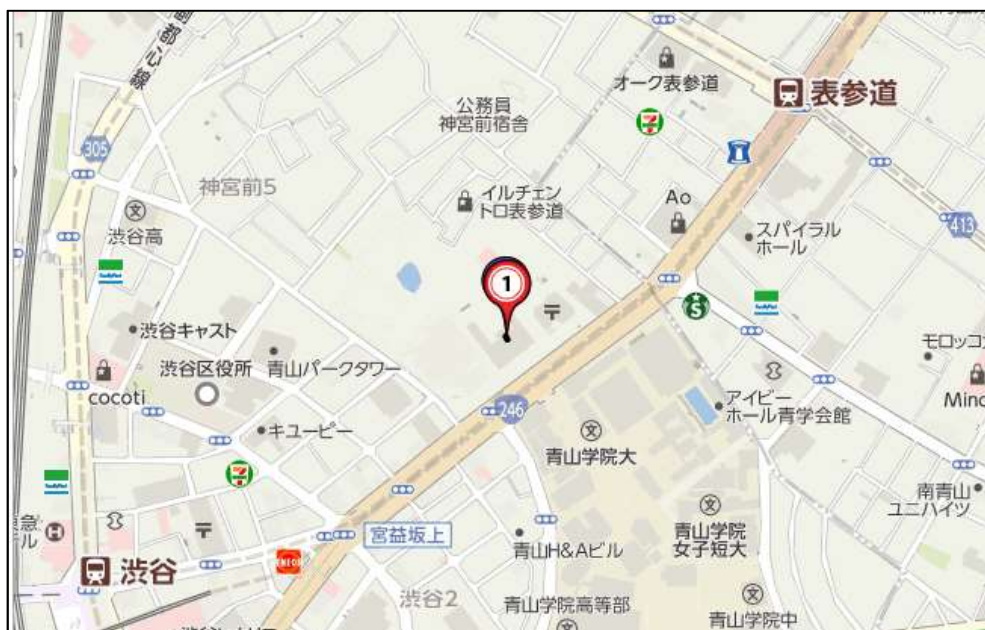 都心線
オーク表参道
表参道
公務員
神宮前宿舎
305
神宮前5
イルチェン
トロ表参道
Ao
413
渋谷高
スパイラル
ホール
1
FamilyMart
FamilyMart
渋谷キャスト
モロッコ
渋谷区役所
青山パークタワー
cocoti
アイビー
ホール青学会館
Mino
246
キユーピー
青山学院大
FamilyMart
南青山
ユニハイツ
青山学院
女子短大
宮益坂上
青山H&Aビル
渋谷
ENEOS
渋谷2
青山学院高等部
青山学院中